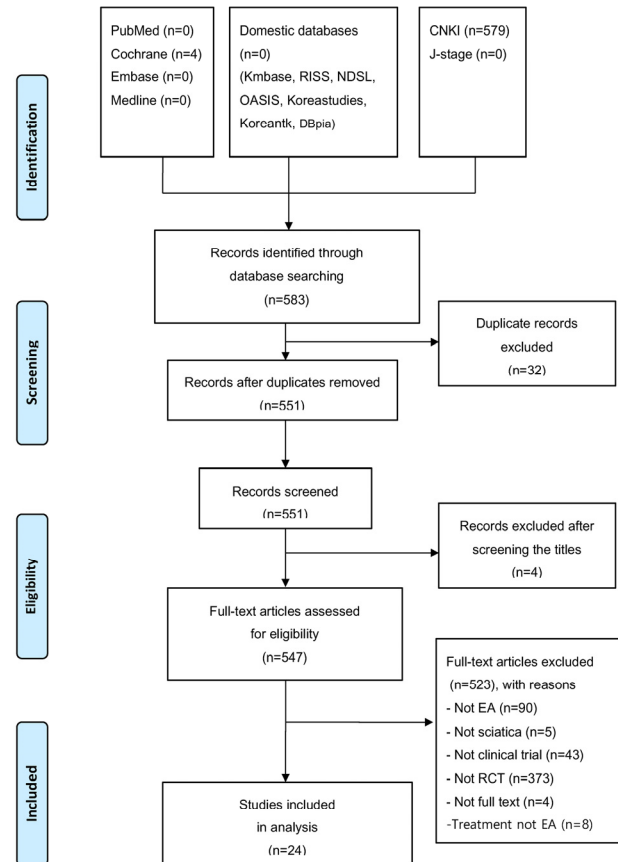 PubMed (n=0)
Cochrane (n=4)
Embase (n=0)
Medline (n=0)
Domestic databases
(n=0)
(Kmbase, RISS, NDSL,
OASIS, Koreastudies,
Korcantk, DBpia)
CNKI (n=579)
J-stage (n=0)
Identification
Records identified through
database searching
(n=583)
Screening
Duplicate records
excluded
(n=32)
Records after duplicates removed
(n=551)
Records screened
(n=551)
Eligibility
Records excluded after
screening the titles
(n=4)
Full-text articles assessed
for eligibility
(n=547)
Full-text articles excluded
(n=523), with reasons
- Not EA (n=90)
- Not sciatica (n=5)
- Not clinical trial (n=43)
- Not RCT (n=373)
- Not full text (n=4)
-Treatment not EA (n=8)
Included
Studies included
in analysis
(n=24)